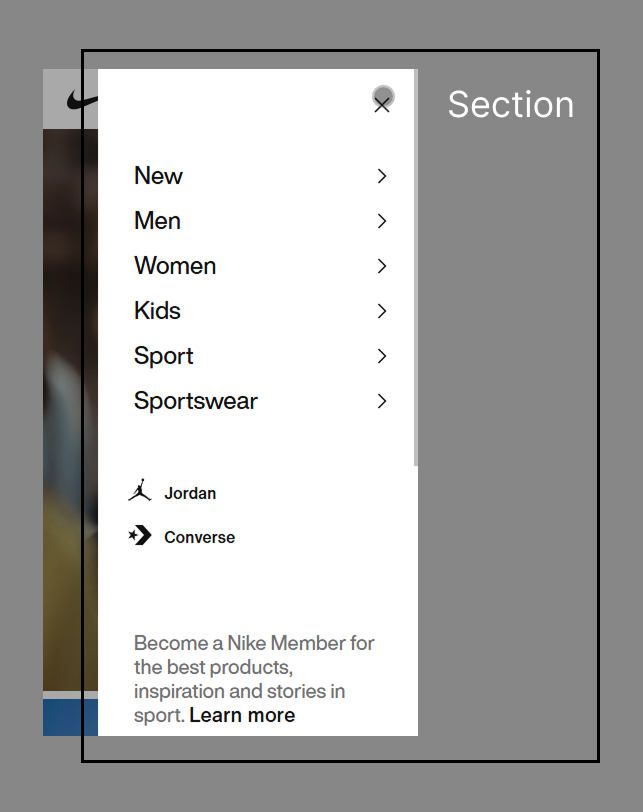 Section
New
Men
Women
Kids
Sport
Sportswear
Jordan
Converse
Become a Nike Member for
the best products,
inspiration and stories in
sport. Learn more